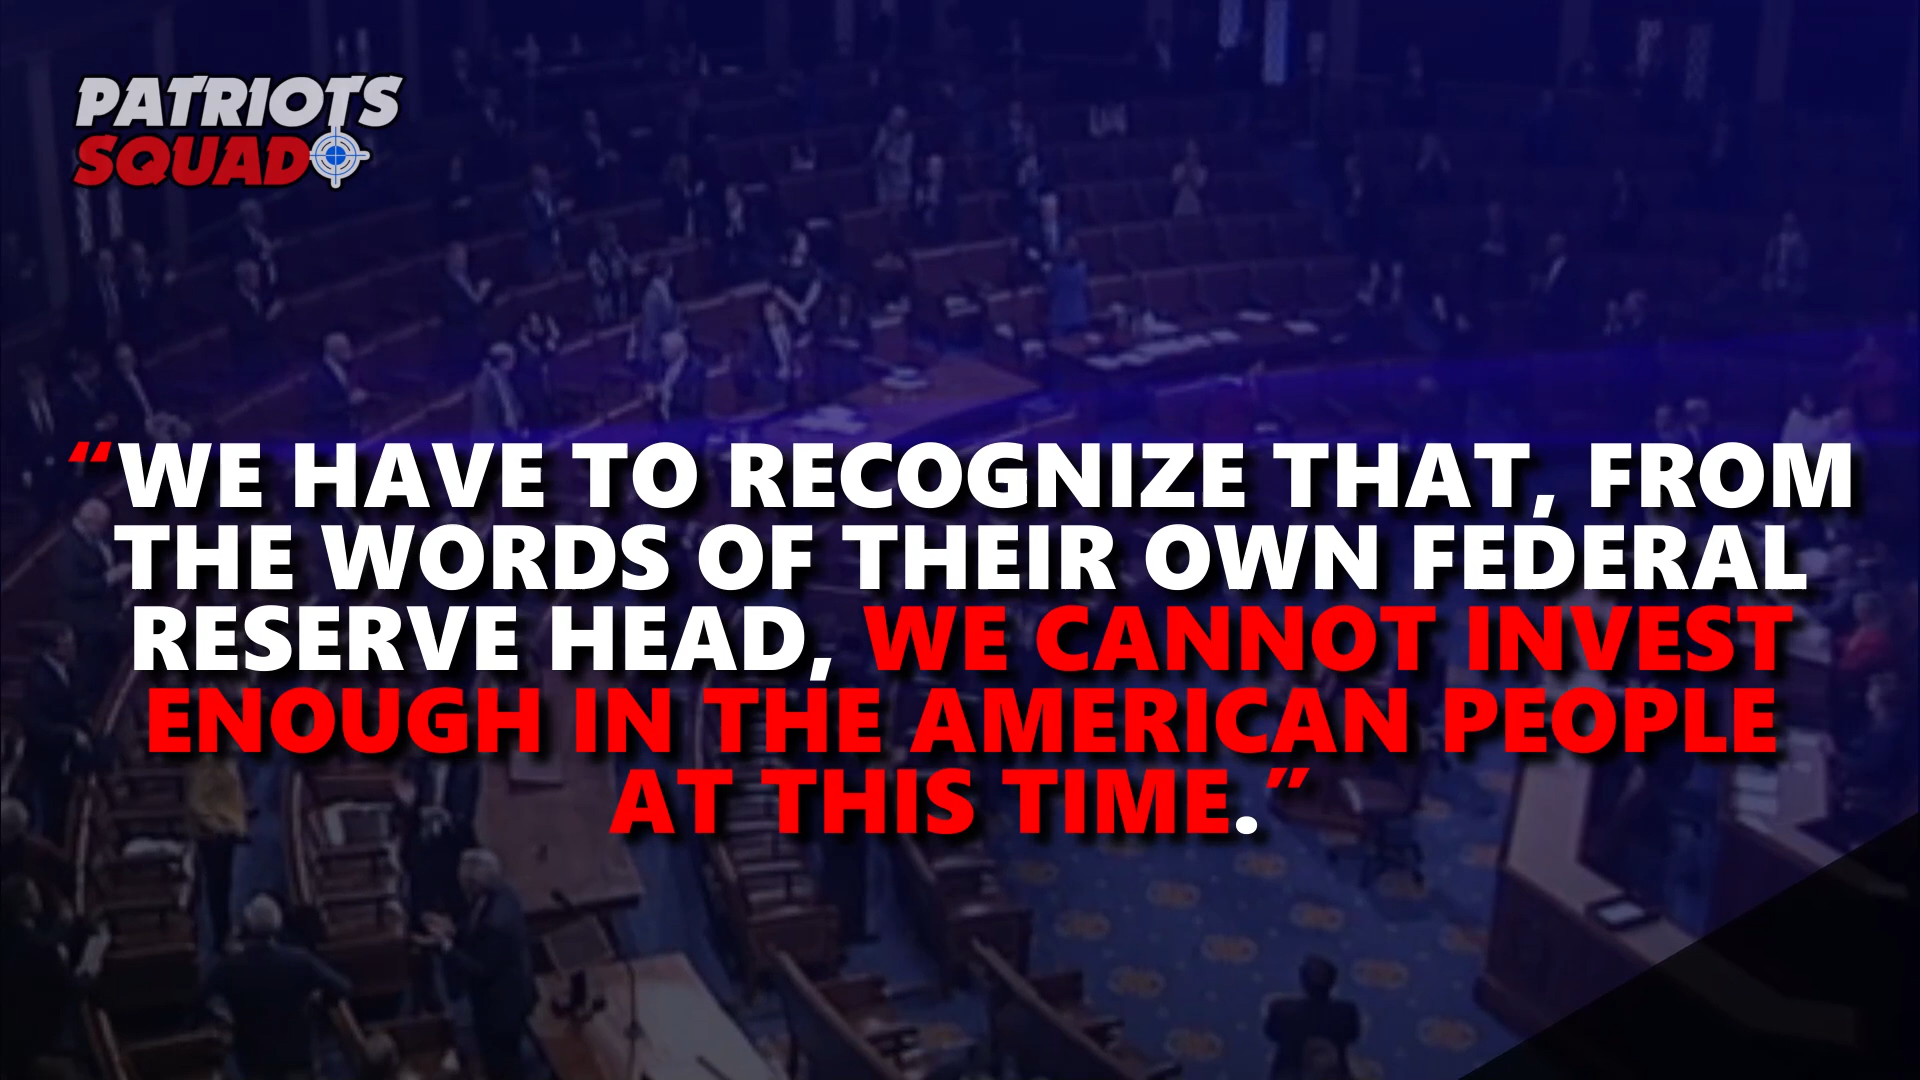 PATRIOTS
SQUAD
“WE HAVE TO RECOGNIZE THAT, FROM
THE WORDS OF THEIR OWN FEDERAL
RESERVE HEAD, WE CANNOT INVEST
ENOUGH IN THE AMERICAN PEOPLE
AT THIS TIME.”